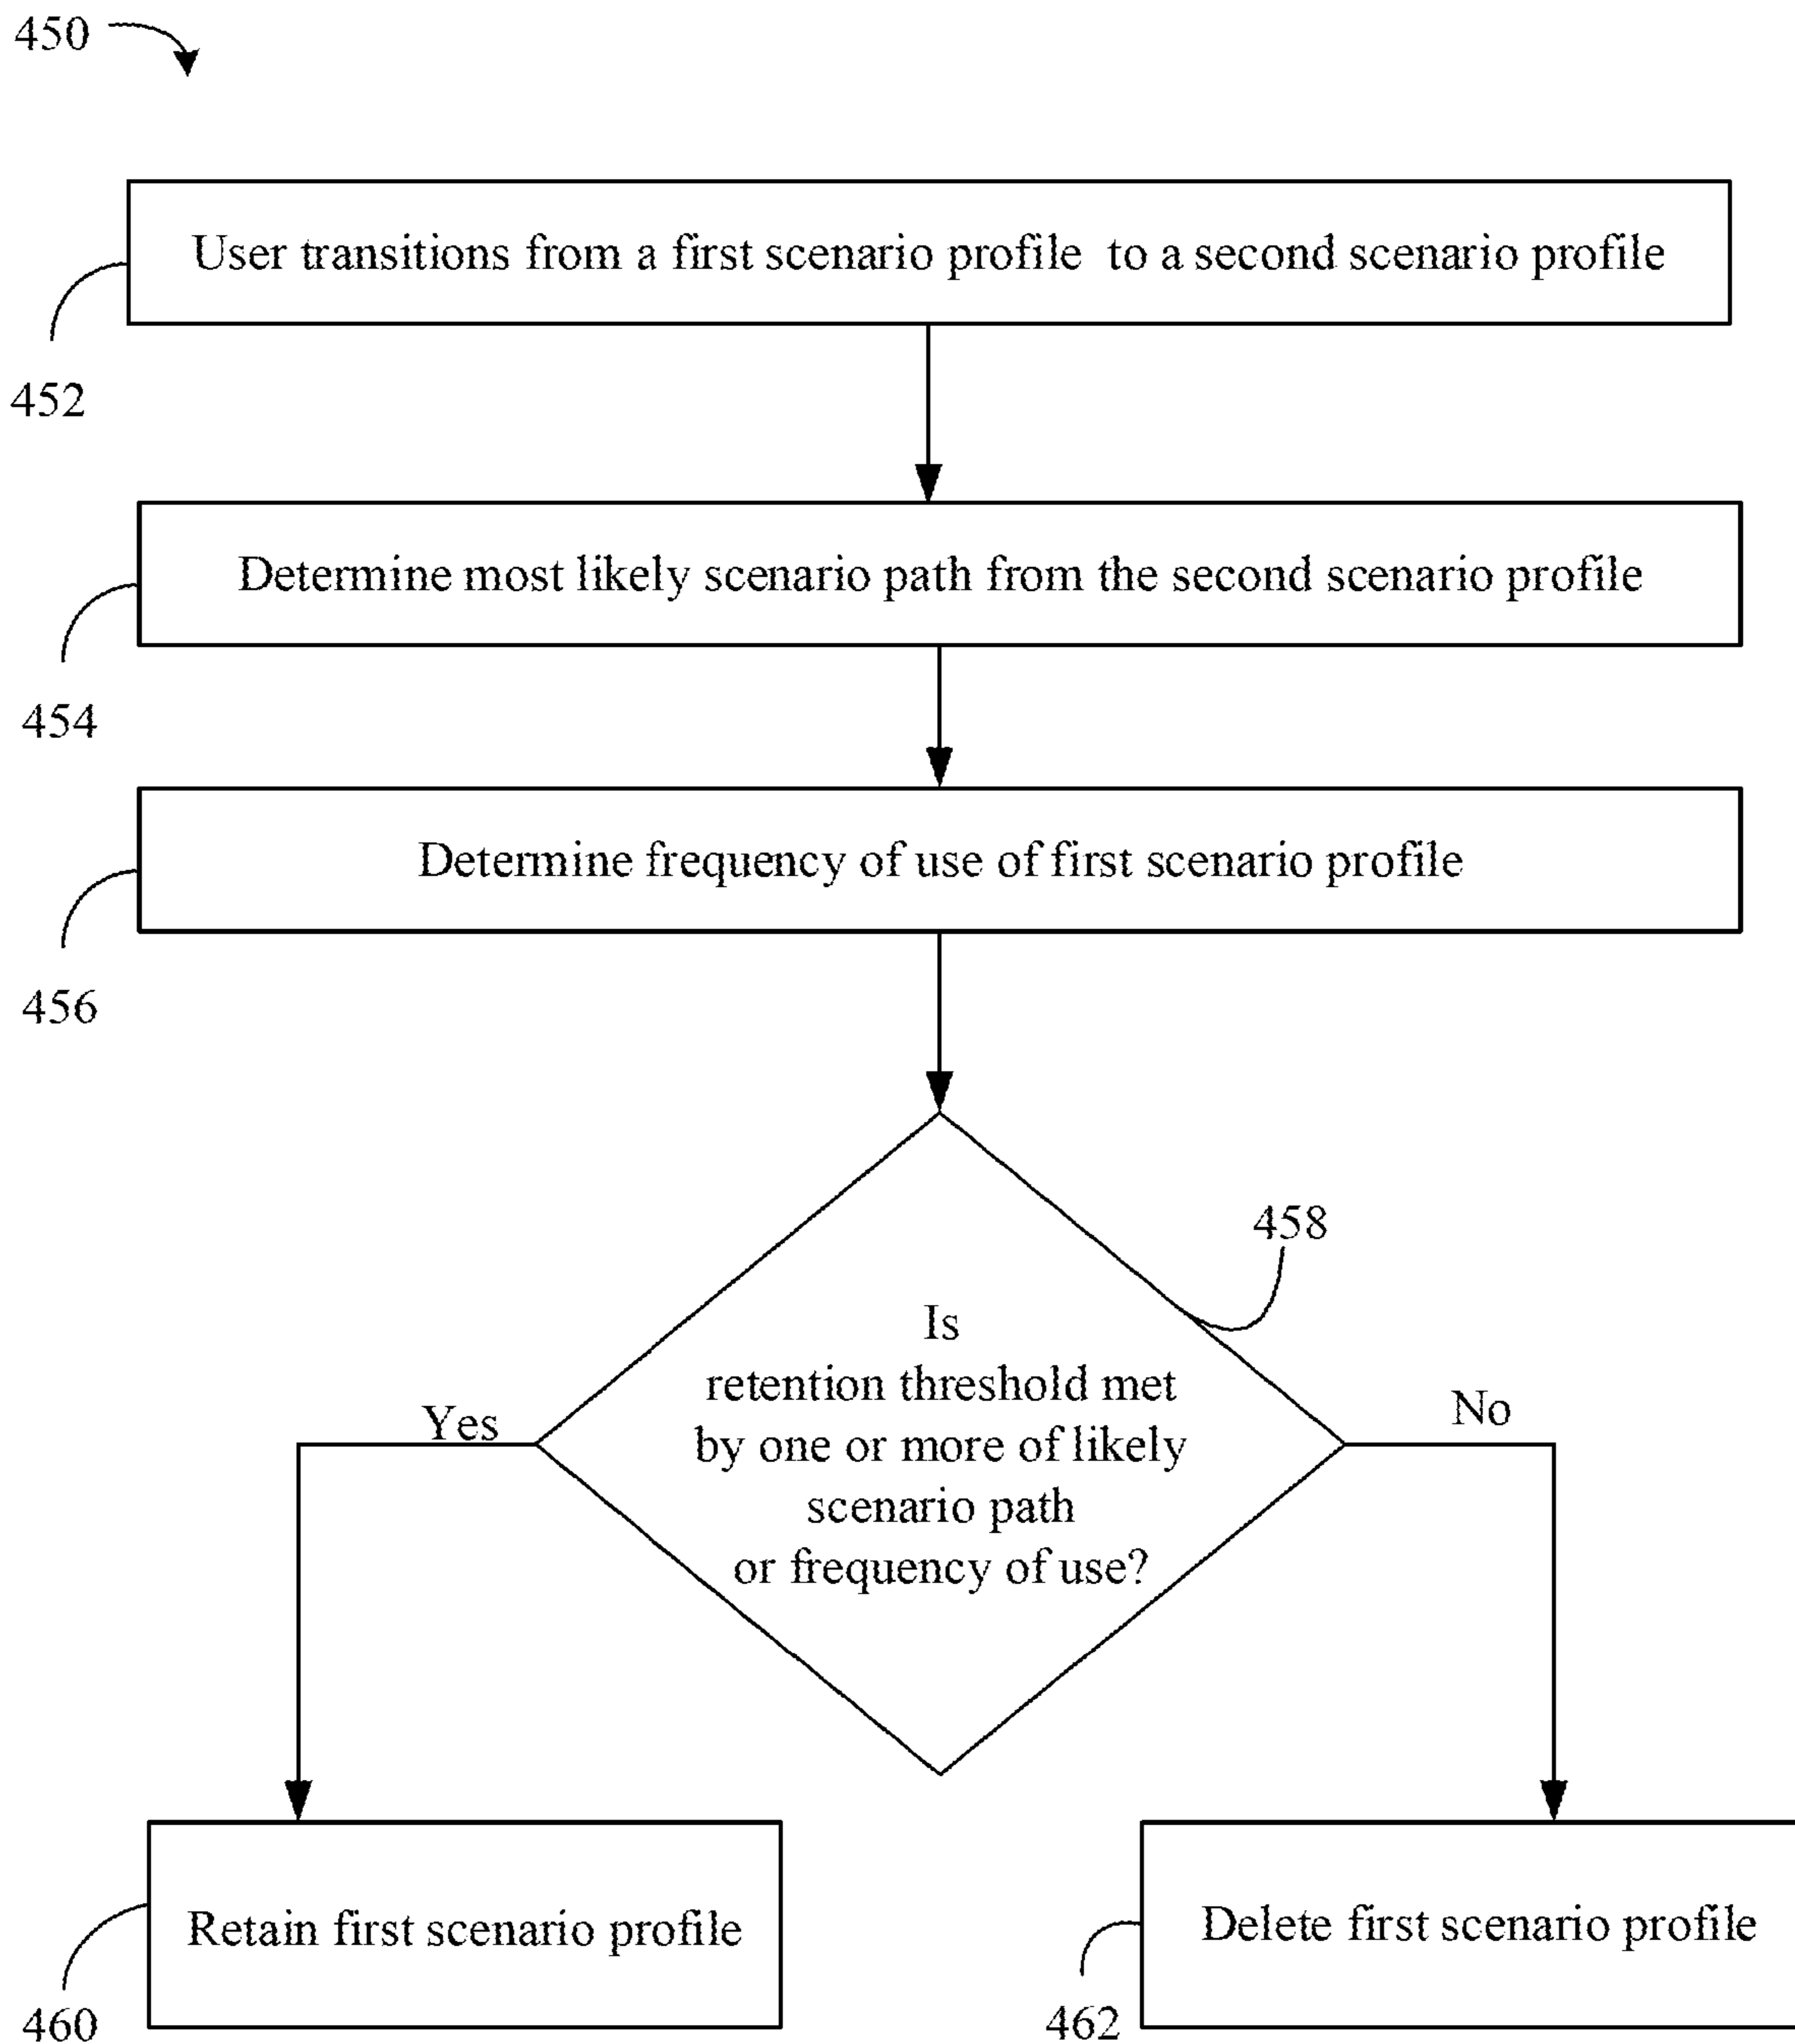 450
User transitions from a first scenario profile to a second scenario profile
452
Determine most likely scenario path from the second scenario profile
454
Determine frequency of use of first scenario profile
456
458
Is
retention threshold met
by one or more of likely
scenario path
or frequency of use?
Yes
No
Retain first scenario profile
460
Delete first scenario profile
462